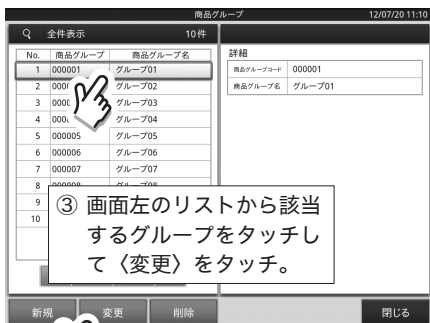 商品グループ 12/07/20 11:10
全件表示 10件
No. 商品グループ 商品グループ名
1 000001 グループ01
2 グループ02
3 グループ03
4 グループ04
5 000005 グループ05
6 000006 グループ06
7 000007 グループ07
8
9
10
詳細
商品グループコード 000001
商品グループ名 グループ01
③ 画面左のリストから該当
するグループをタッチし
て〈変更〉をタッチ。
新規 変更 削除 閉じる